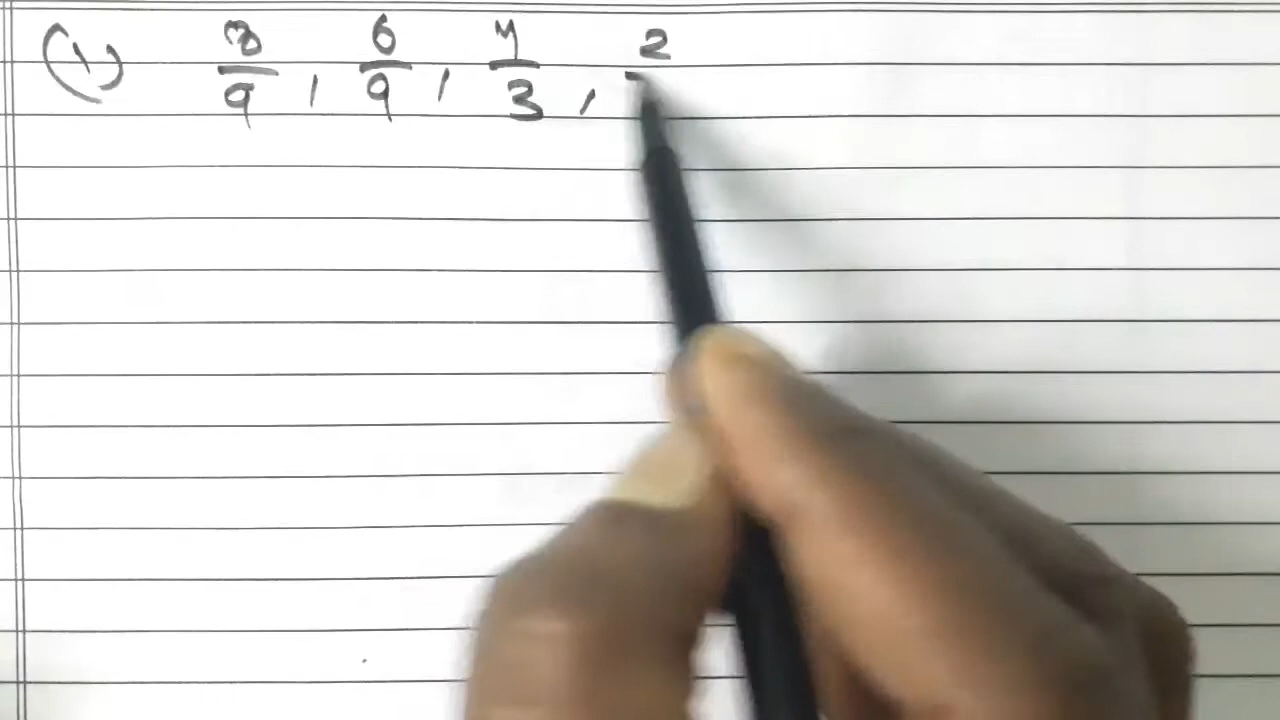 (1) 8/9 , 6/9 , 4/3 , 2